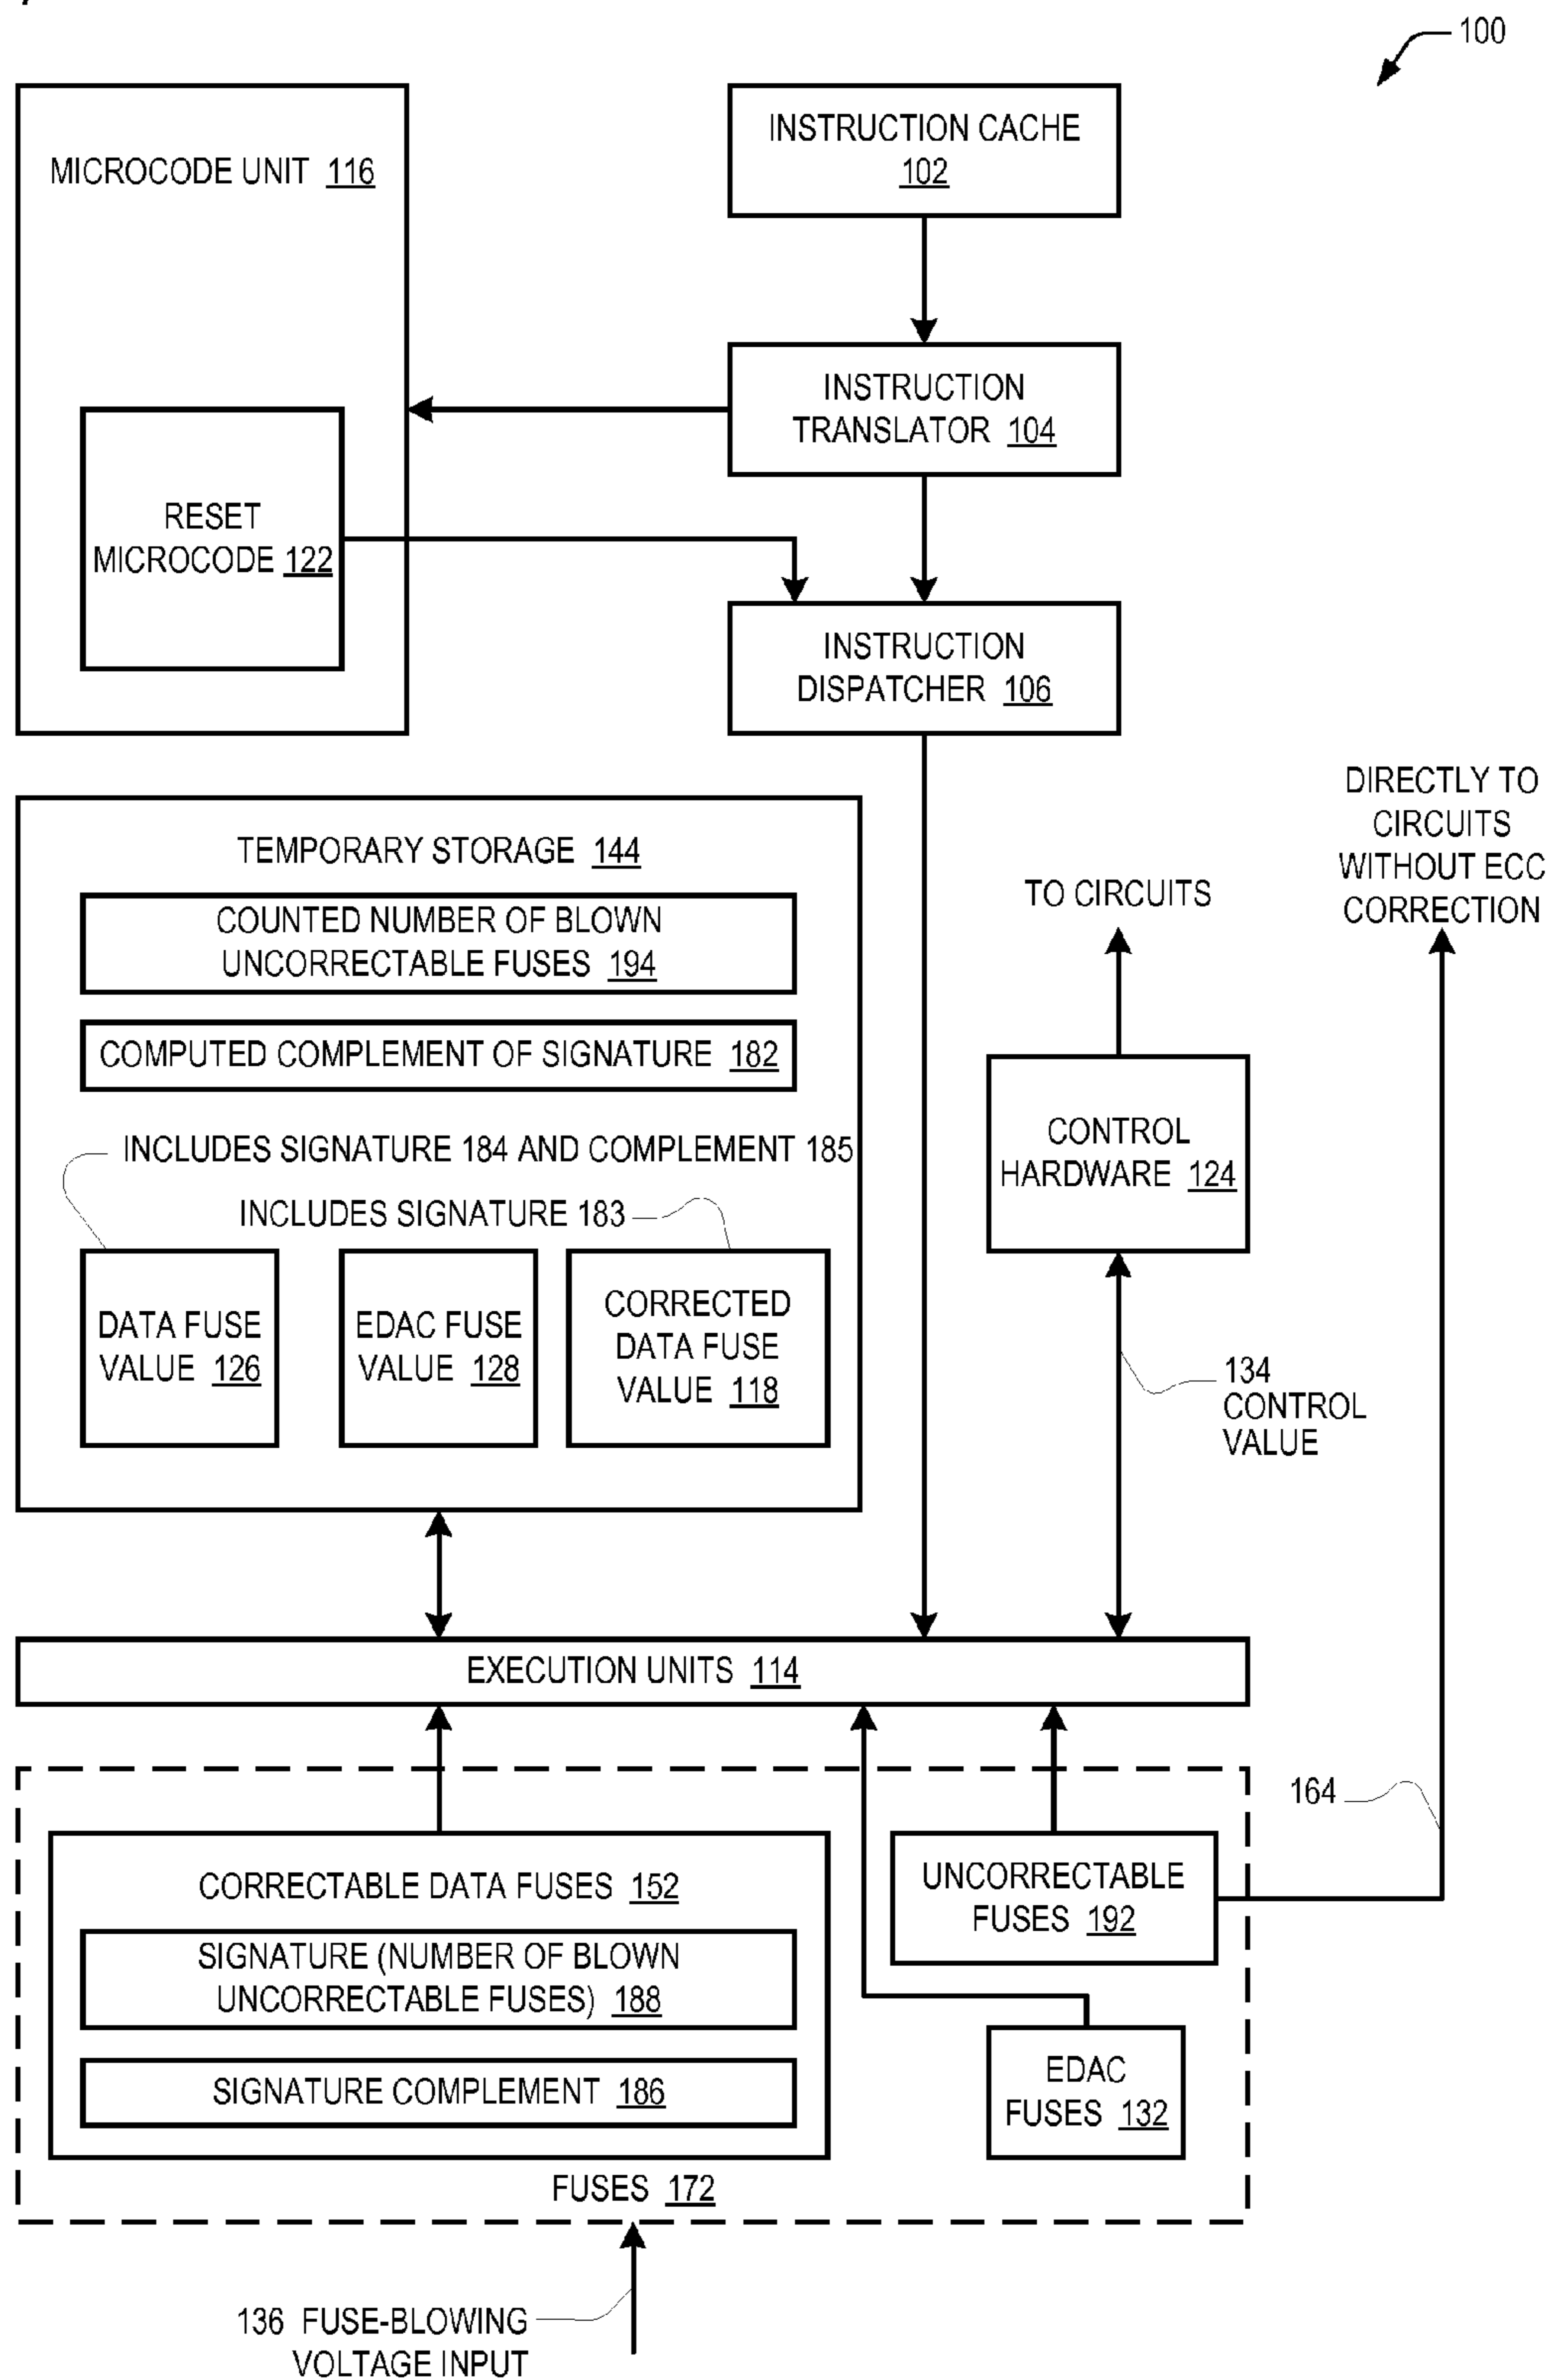 100
MICROCODE UNIT 116
INSTRUCTION CACHE
102
INSTRUCTION
TRANSLATOR 104
RESET
MICROCODE 122
INSTRUCTION
DISPATCHER 106
DIRECTLY TO
CIRCUITS
WITHOUT ECC
CORRECTION
TEMPORARY STORAGE 144
COUNTED NUMBER OF BLOWN
UNCORRECTABLE FUSES 194
COMPUTED COMPLEMENT OF SIGNATURE 182
INCLUDES SIGNATURE 184 AND COMPLEMENT 185
INCLUDES SIGNATURE 183
DATA FUSE
VALUE 126
EDAC FUSE
VALUE 128
CORRECTED
DATA FUSE
VALUE 118
TO CIRCUITS
CONTROL
HARDWARE 124
134
CONTROL
VALUE
EXECUTION UNITS 114
164
CORRECTABLE DATA FUSES 152
SIGNATURE (NUMBER OF BLOWN
UNCORRECTABLE FUSES) 188
SIGNATURE COMPLEMENT 186
UNCORRECTABLE
FUSES 192
EDAC
FUSES 132
FUSES 172
136 FUSE-BLOWING
VOLTAGE INPUT